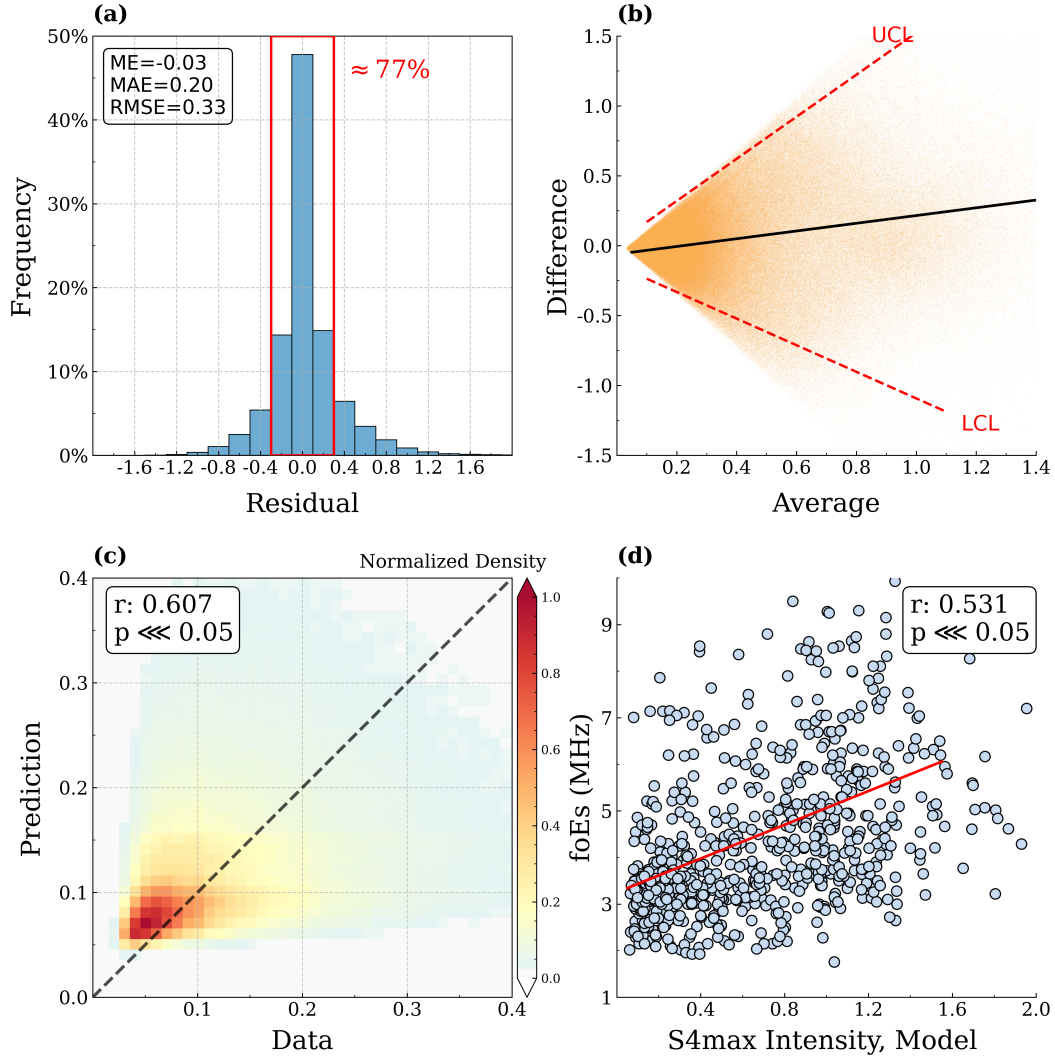 (a)
50%
40%
30%
20%
10%
0%
Frequency
ME=-0.03
MAE=0.20
RMSE=0.33
≈ 77%
-1.6 -1.2 -0.8 -0.4 0.0 0.4 0.8 1.2 1.6
Residual
(b)
1.5
1.0
0.5
0.0
-0.5
-1.0
-1.5
Difference
UCL
LCL
0.2 0.4 0.6 0.8 1.0 1.2 1.4
Average
(c)
Normalized Density
0.4
0.3
0.2
0.1
0.0
Prediction
r: 0.607
p ⋘ 0.05
0.1 0.2 0.3 0.4
Data
1.0
0.8
0.6
0.4
0.2
0.0
(d)
9
7
5
3
1
foEs (MHz)
r: 0.531
p ⋘ 0.05
0.4 0.8 1.2 1.6 2.0
S4max Intensity, Model